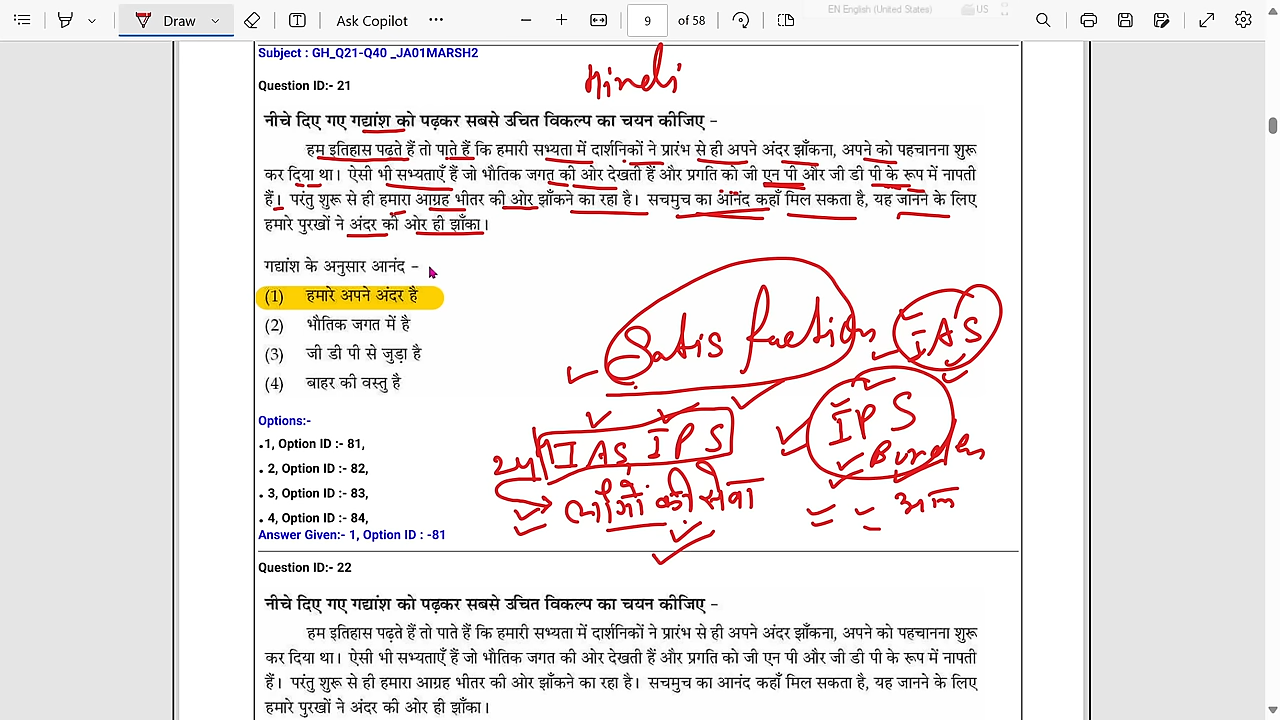 Draw
Ask Copilot
9 of 58
EN English (United States)
US
Subject : GH_Q21-Q40 _JA01MARSH2
Hindi
Question ID:- 21
नीचे दिए गए गद्यांश को पढ़कर सबसे उचित विकल्प का चयन कीजिए –
हम इतिहास पढ़ते हैं तो पाते हैं कि हमारी सभ्यता में दार्शनिकों ने प्रारंभ से ही अपने अंदर झाँकना, अपने को पहचानना शुरू
कर दिया था। ऐसी भी सभ्यताएँ हैं जो भौतिक जगत की ओर देखती हैं और प्रगति को जी एन पी और जी डी पी के रूप में नापती
हैं। परंतु शुरू से ही हमारा आग्रह भीतर की ओर झाँकने का रहा है। सचमुच का आनंद कहाँ मिल सकता है, यह जानने के लिए
हमारे पुरखों ने अंदर की ओर ही झाँका।
गद्यांश के अनुसार आनंद –
(1) हमारे अपने अंदर है
(2) भौतिक जगत में है
(3) जी डी पी से जुड़ा है
(4) बाहर की वस्तु है
Satisfaction
IAS
IPS
Burden
IAS IPS
लोगों की सेवा
Options:-
1, Option ID :- 81,
2, Option ID :- 82,
3, Option ID :- 83,
4, Option ID :- 84,
Answer Given:- 1, Option ID : -81
Question ID:- 22
नीचे दिए गए गद्यांश को पढ़कर सबसे उचित विकल्प का चयन कीजिए –
हम इतिहास पढ़ते हैं तो पाते हैं कि हमारी सभ्यता में दार्शनिकों ने प्रारंभ से ही अपने अंदर झाँकना, अपने को पहचानना शुरू
कर दिया था। ऐसी भी सभ्यताएँ हैं जो भौतिक जगत की ओर देखती हैं और प्रगति को जी एन पी और जी डी पी के रूप में नापती
हैं। परंतु शुरू से ही हमारा आग्रह भीतर की ओर झाँकने का रहा है। सचमुच का आनंद कहाँ मिल सकता है, यह जानने के लिए
हमारे पुरखों ने अंदर की ओर ही झाँका।